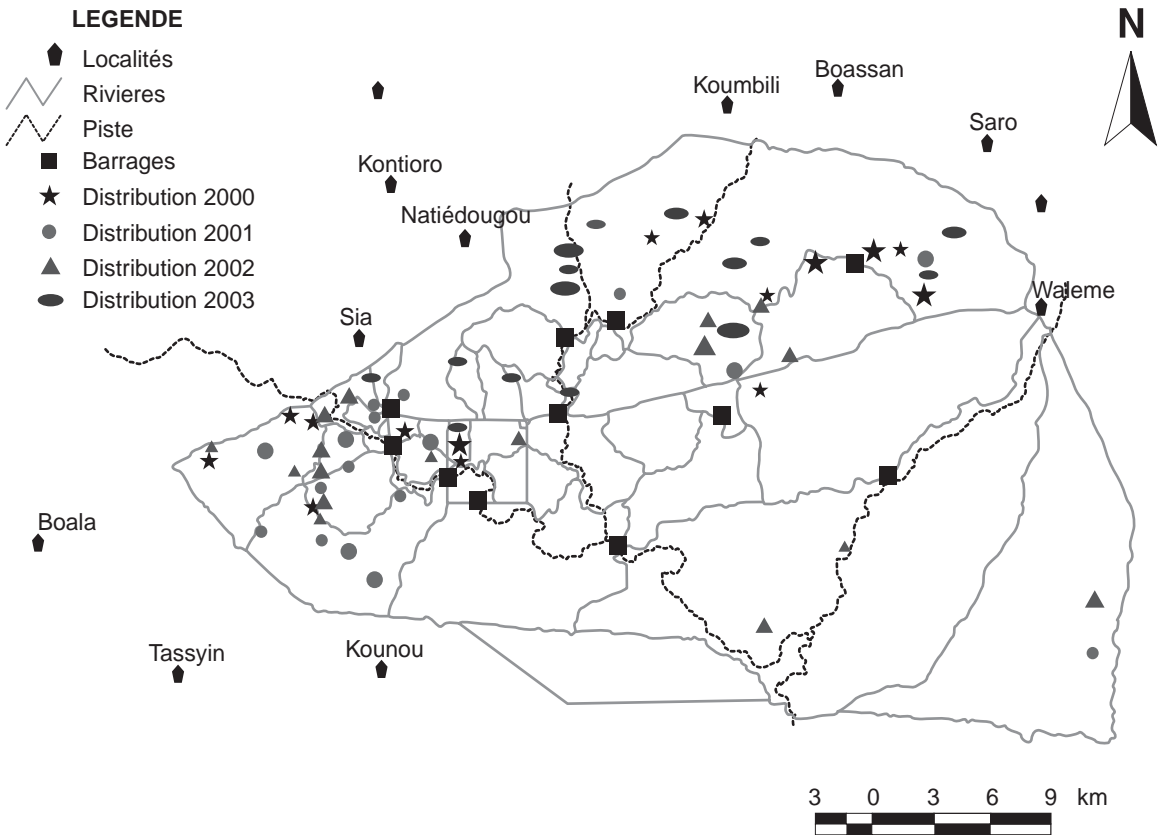 LEGENDE
Localités
Rivieres
Piste
Barrages
Distribution 2000
Distribution 2001
Distribution 2002
Distribution 2003
N
Boassan
Koumbili
Saro
Kontioro
Natiédougou
Waleme
Sia
Boala
Tassyin
Kounou
3 0 3 6 9 km